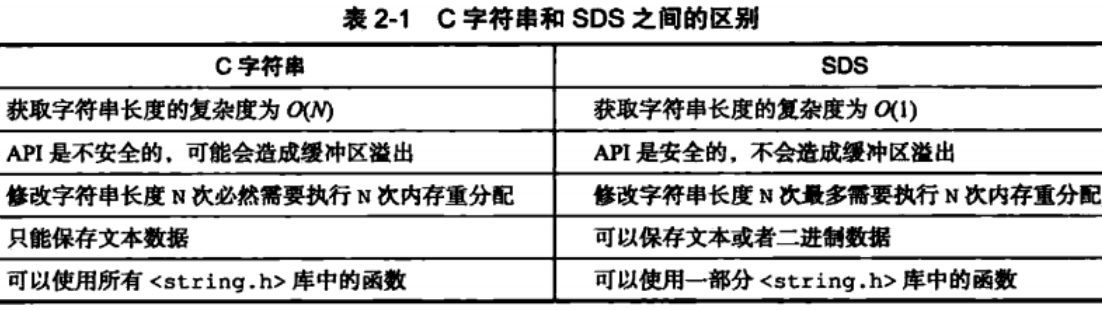 表 2-1 C 字符串和 SDS 之间的区别
C 字符串 SDS
获取字符串长度的复杂度为 O(N) 获取字符串长度的复杂度为 O(1)
API 是不安全的，可能会造成缓冲区溢出 API 是安全的，不会造成缓冲区溢出
修改字符串长度 N 次必然需要执行 N 次内存重分配 修改字符串长度 N 次最多需要执行 N 次内存重分配
只能保存文本数据 可以保存文本或者二进制数据
可以使用所有 <string.h> 库中的函数 可以使用一部分 <string.h> 库中的函数